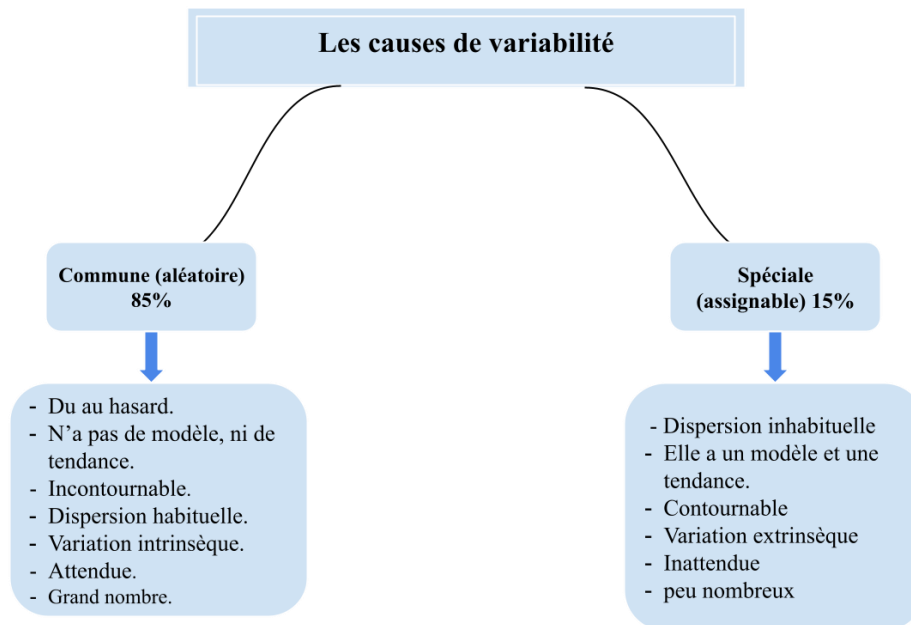 Les causes de variabilité
Commune (aléatoire)
85%
Spéciale
(assignable) 15%
- Du au hasard.
- N’a pas de modèle, ni de
tendance.
- Incontournable.
- Dispersion habituelle.
- Variation intrinsèque.
- Attendue.
- Grand nombre.
- Dispersion inhabituelle
- Elle a un modèle et une
tendance.
- Contournable
- Variation extrinsèque
- Inattendue
- peu nombreux